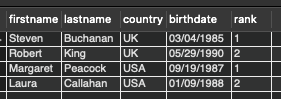 firstname lastname country birthdate rank
Steven Buchanan UK 03/04/1985 1
Robert King UK 05/29/1990 2
Margaret Peacock USA 09/19/1987 1
Laura Callahan USA 01/09/1988 2